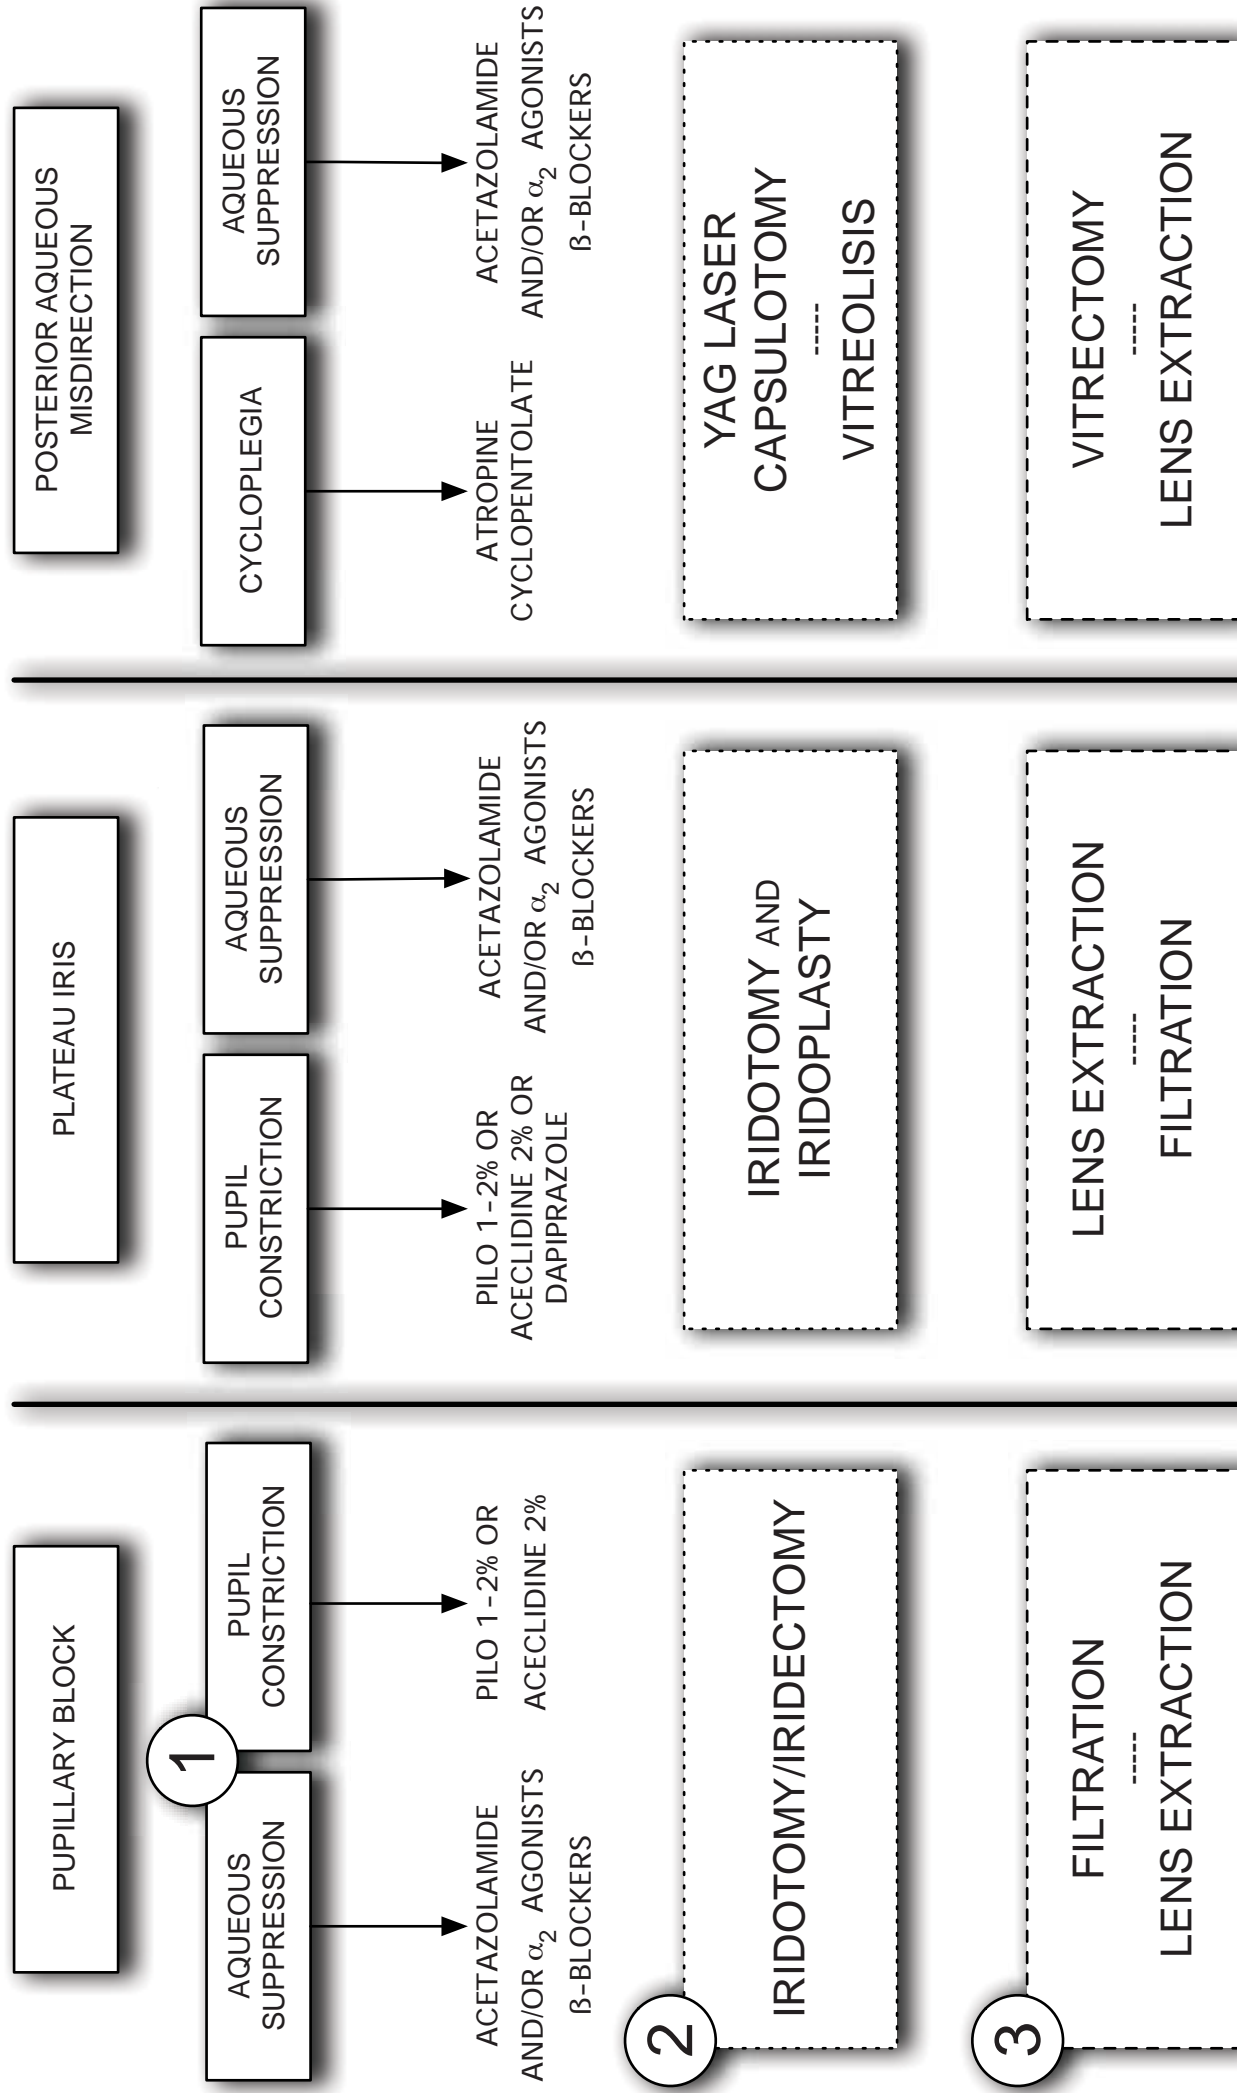 PUPILLARY BLOCK
1
AQUEOUS
SUPPRESSION
PUPIL
CONSTRICTION
ACETAZOLAMIDE
AND/OR α2 AGONISTS
ß-BLOCKERS
PILO 1-2% OR
ACECLIDINE 2%
2
IRIDOTOMY/IRIDECTOMY
3
FILTRATION
-----
LENS EXTRACTION
PLATEAU IRIS
PUPIL
CONSTRICTION
AQUEOUS
SUPPRESSION
PILO 1-2% OR
ACECLIDINE 2% OR
DAPIPRAZOLE
ACETAZOLAMIDE
AND/OR α2 AGONISTS
ß-BLOCKERS
IRIDOTOMY AND
IRIDOPLASTY
LENS EXTRACTION
-----
FILTRATION
POSTERIOR AQUEOUS
MISDIRECTION
CYCLOPLEGIA
AQUEOUS
SUPPRESSION
ATROPINE
CYCLOPENTOLATE
ACETAZOLAMIDE
AND/OR α2 AGONISTS
ß-BLOCKERS
YAG LASER
CAPSULOTOMY
-----
VITREOLISIS
VITRECTOMY
-----
LENS EXTRACTION